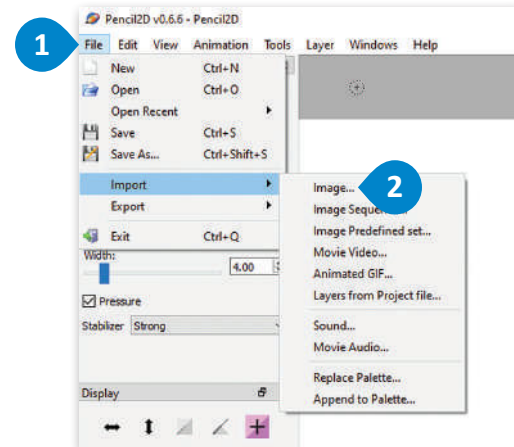 Pencil2D v0.6.6 - Pencil2D
1
File Edit View Animation Tools Layer Windows Help
New Ctrl+N
Open Ctrl+O
Open Recent
Save Ctrl+S
Save As... Ctrl+Shift+S
Import
Export
Exit Ctrl+Q
Image... 2
Image
Image Predefined set...
Movie Video...
Animated GIF...
Layers from Project file...
Sound...
Movie Audio...
Replace Palette...
Append to Palette...
Width:
4.00
Pressure
Stabilizer Strong
Display